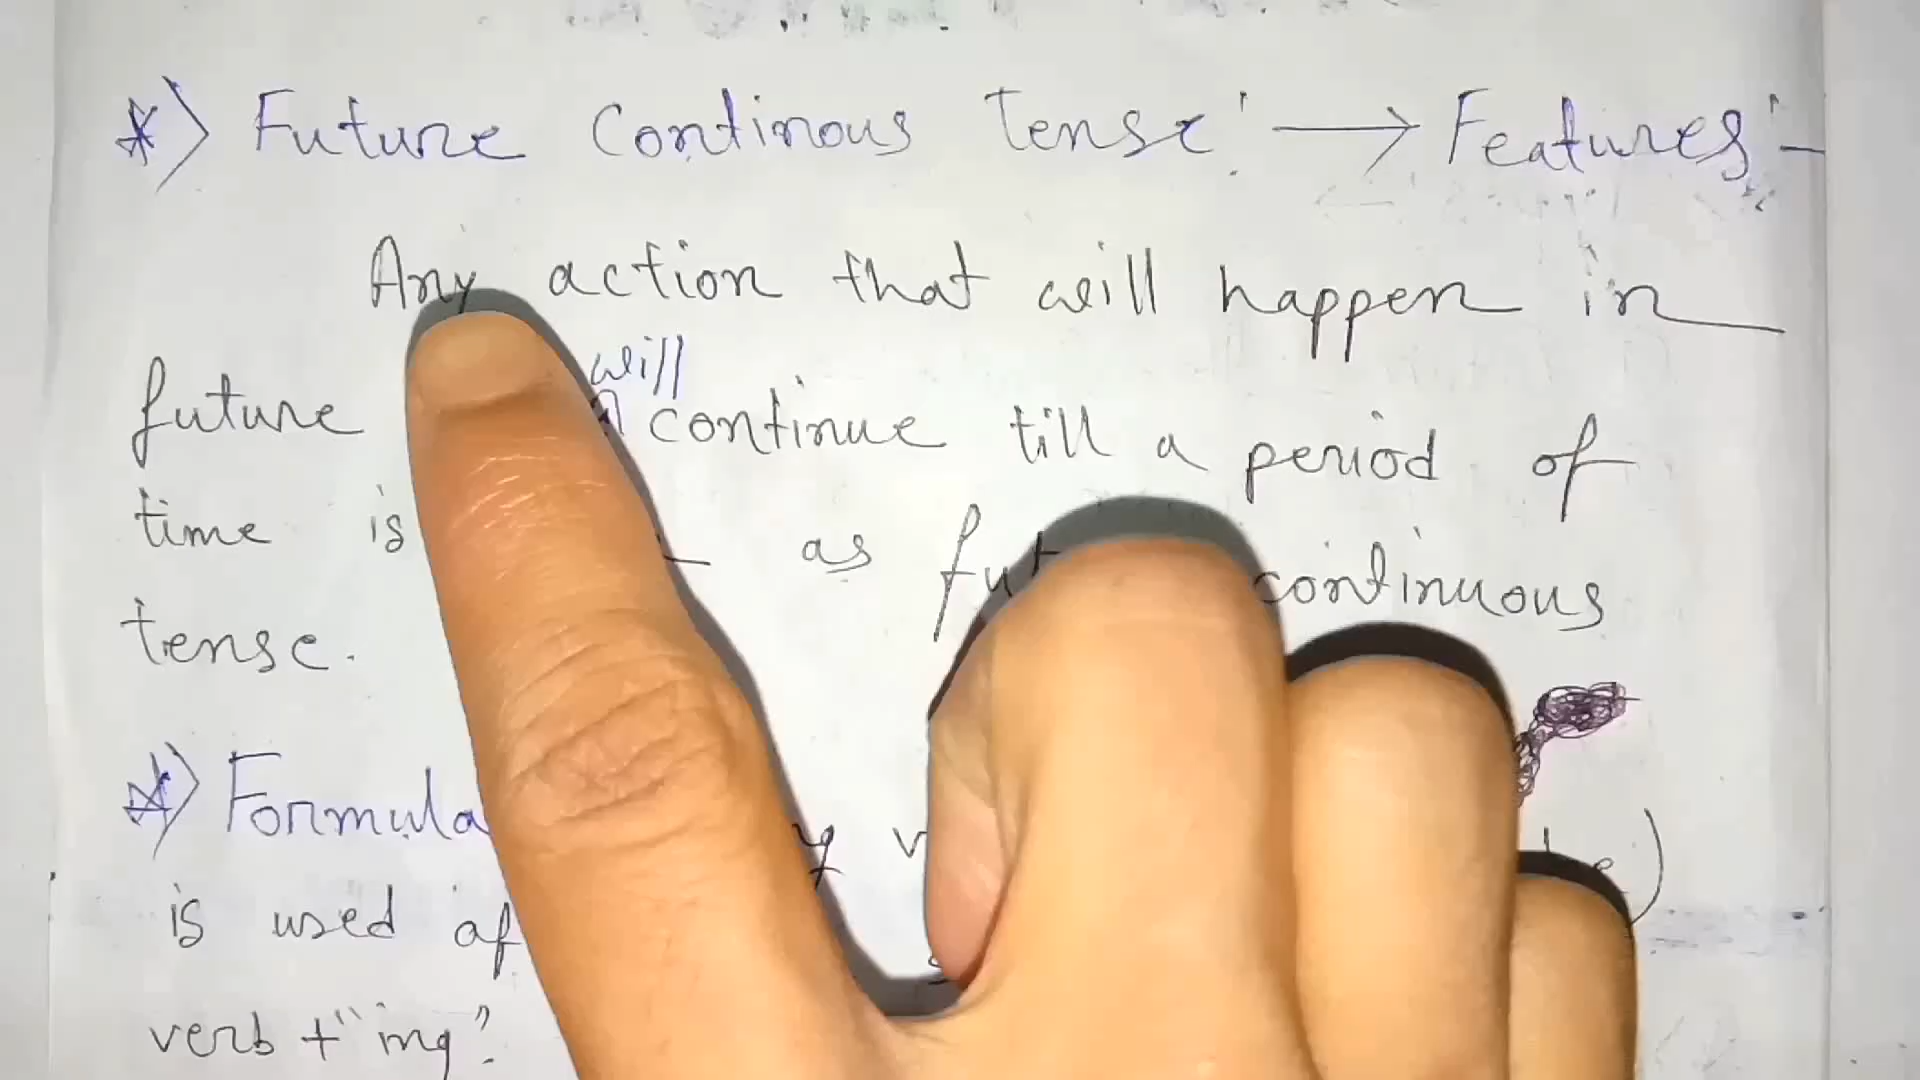 *) Future Continous Tense :→ Features :-
Any action that will happen in
will
future continue till a period of
time is as continuous
tense.
*) Formula
is used
verb + "ing".